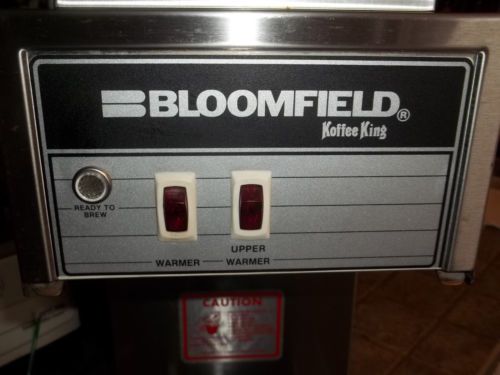 BLOOMFIELD®
Koffee King
READY TO
BREW
WARMER
UPPER
WARMER
CAUTION